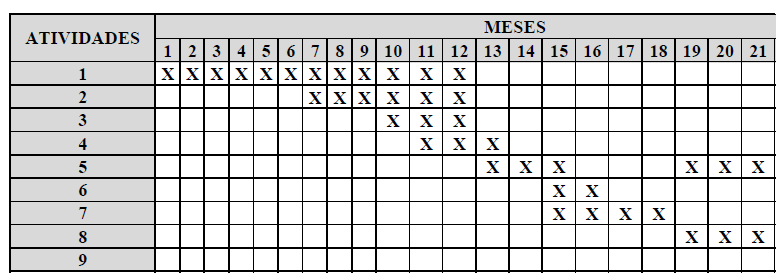 ATIVIDADES MESES
1 2 3 4 5 6 7 8 9 10 11 12 13 14 15 16 17 18 19 20 21
1 X X X X X X X X X X X X
2 X X X X X X
3 X X X
4 X X X
5 X X X X X X
6 X X
7 X X X X
8 X X X
9